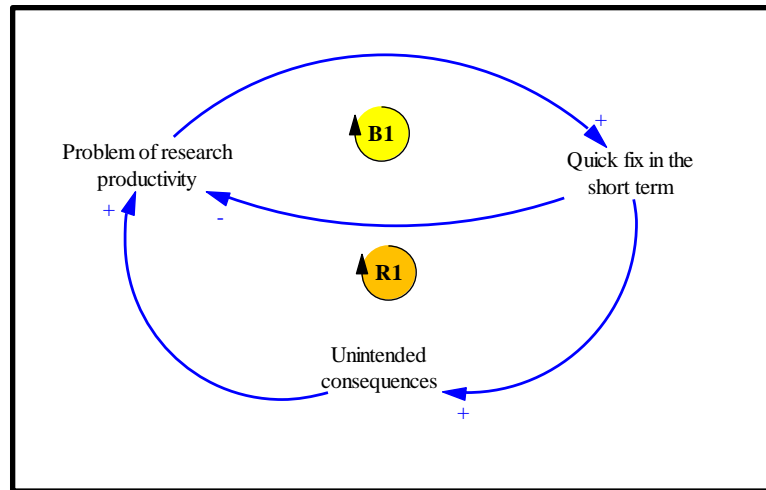 B1
+
Problem of research
productivity
Quick fix in the
short term
+
-
R1
Unintended
consequences
+